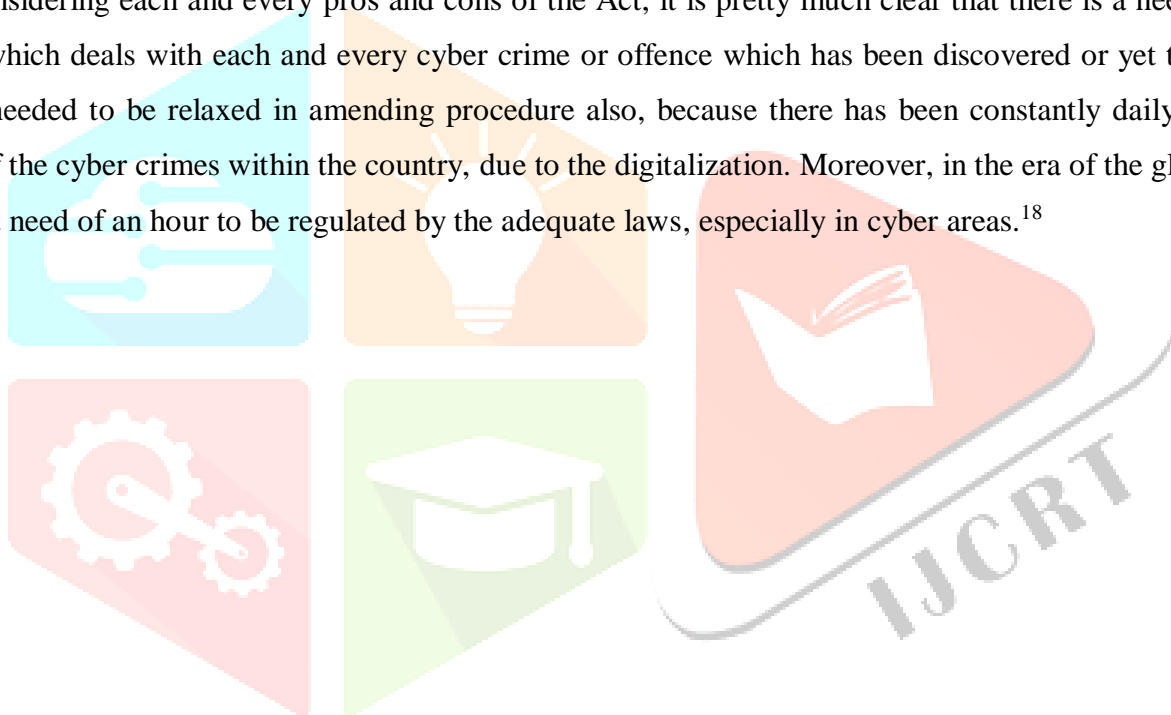 nsidering each and every pros and cons of the Act, it is pretty much clear that there is a nee
which deals with each and every cyber crime or offence which has been discovered or yet t
needed to be relaxed in amending procedure also, because there has been constantly daily
f the cyber crimes within the country, due to the digitalization. Moreover, in the era of the gl
need of an hour to be regulated by the adequate laws, especially in cyber areas.18
IJCRT